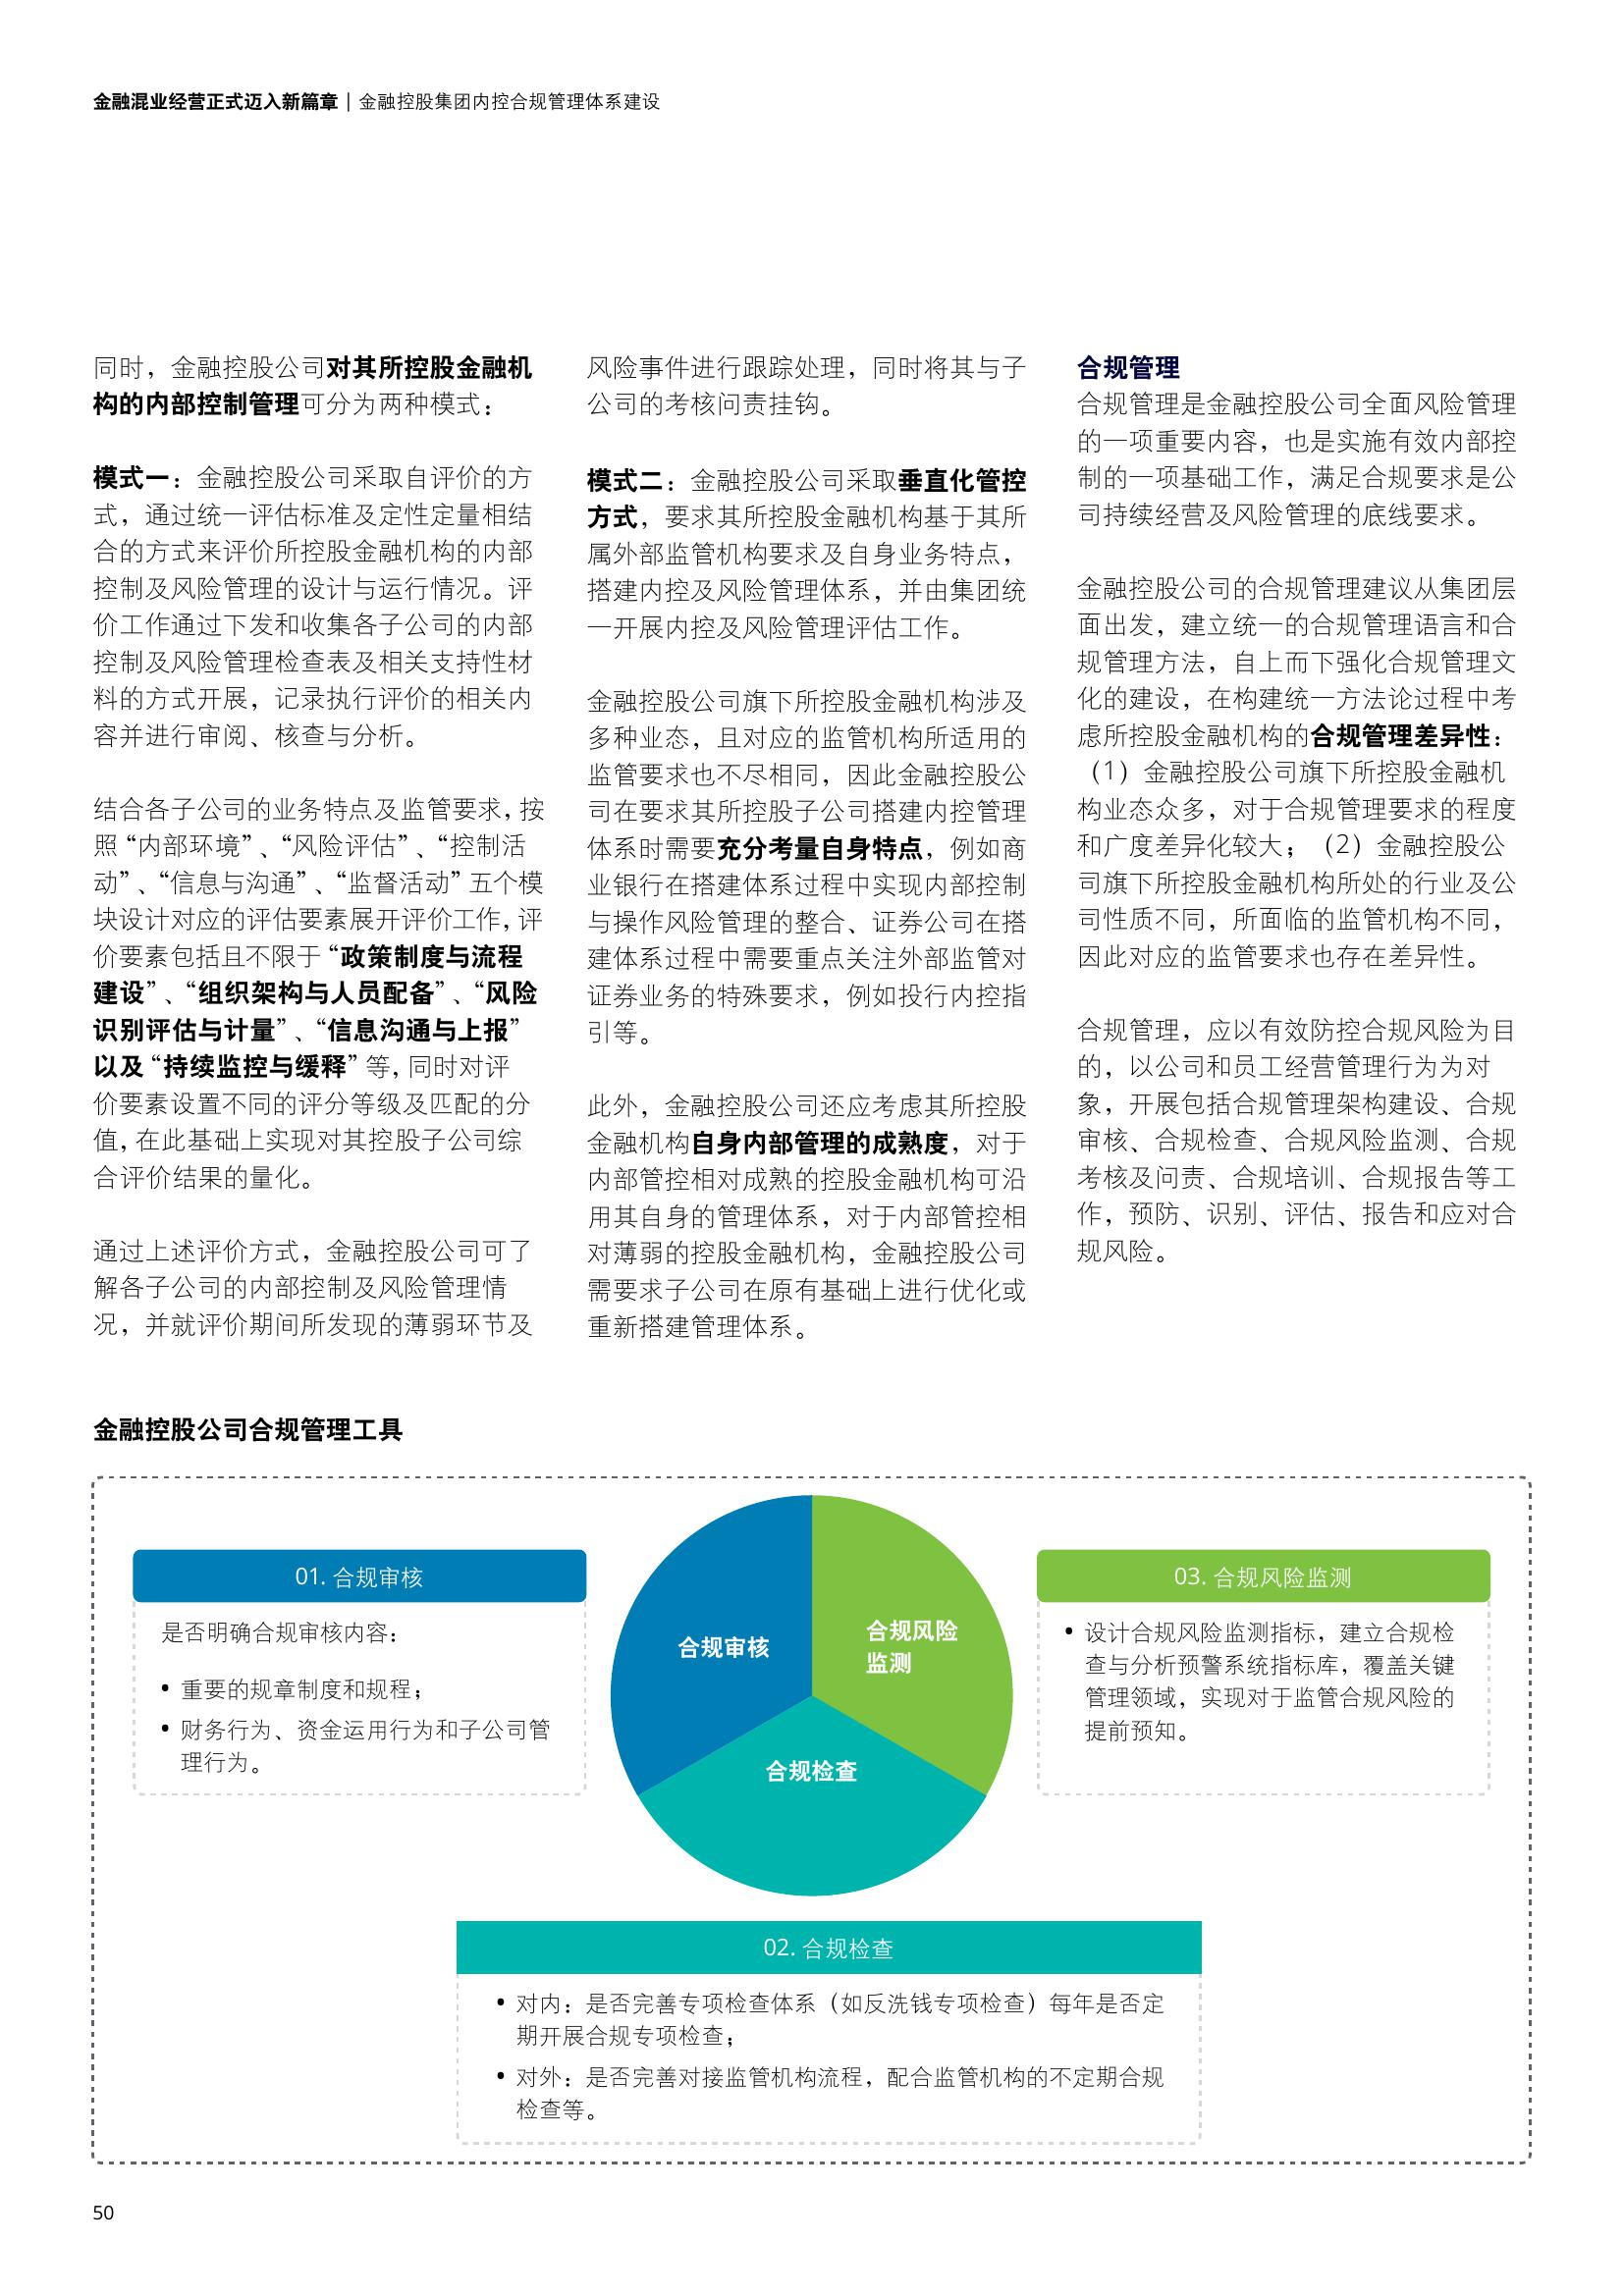 金融混业经营正式迈入新篇章 | 金融控股集团内控合规管理体系建设
同时，金融控股公司对其所控股金融机
构的内部控制管理可分为两种模式：
模式一：金融控股公司采取自评价的方
式，通过统一评估标准及定性定量相结
合的方式来评价所控股金融机构的内部
控制及风险管理的设计与运行情况。评
价工作通过下发和收集各子公司的内部
控制及风险管理检查表及相关支持性材
料的方式开展，记录执行评价的相关内
容并进行审阅、核查与分析。
结合各子公司的业务特点及监管要求，按
照“内部环境”、“风险评估”、“控制活
动”、“信息与沟通”、“监督活动”五个模
块设计对应的评估要素展开评价工作，评
价要素包括且不限于“政策制度与流程
建设”、“组织架构与人员配备”、“风险
识别评估与计量”、“信息沟通与上报”
以及“持续监控与缓释”等，同时对评
价要素设置不同的评分等级及匹配的分
值，在此基础上实现对其控股子公司综
合评价结果的量化。
通过上述评价方式，金融控股公司可了
解各子公司的内部控制及风险管理情
况，并就评价期间所发现的薄弱环节及
风险事件进行跟踪处理，同时将其与子
公司的考核问责挂钩。
模式二：金融控股公司采取垂直化管控
方式，要求其所控股金融机构基于其所
属外部监管机构要求及自身业务特点，
搭建内控及风险管理体系，并由集团统
一开展内控及风险管理评估工作。
金融控股公司旗下所控股金融机构涉及
多种业态，且对应的监管机构所适用的
监管要求也不尽相同，因此金融控股公
司在要求其所控股子公司搭建内控管理
体系时需要充分考量自身特点，例如商
业银行在搭建体系过程中实现内部控制
与操作风险管理的整合、证券公司在搭
建体系过程中需要重点关注外部监管对
证券业务的特殊要求，例如投行内控指
引等。
此外，金融控股公司还应考虑其所控股
金融机构自身内部管理的成熟度，对于
内部管控相对成熟的控股金融机构可沿
用其自身的管理体系，对于内部管控相
对薄弱的控股金融机构，金融控股公司
需要求子公司在原有基础上进行优化或
重新搭建管理体系。
合规管理
合规管理是金融控股公司全面风险管理
的一项重要内容，也是实施有效内部控
制的一项基础工作，满足合规要求是公
司持续经营及风险管理的底线要求。
金融控股公司的合规管理建议从集团层
面出发，建立统一的合规管理语言和合
规管理方法，自上而下强化合规管理文
化的建设，在构建统一方法论过程中考
虑所控股金融机构的合规管理差异性：
（1）金融控股公司旗下所控股金融机
构业态众多，对于合规管理要求的程度
和广度差异化较大；（2）金融控股公
司旗下所控股金融机构所处的行业及公
司性质不同，所面临的监管机构不同，
因此对应的监管要求也存在差异性。
合规管理，应以有效防控合规风险为目
的，以公司和员工经营管理行为为对
象，开展包括合规管理架构建设、合规
审核、合规检查、合规风险监测、合规
考核及问责、合规培训、合规报告等工
作，预防、识别、评估、报告和应对合
规风险。
金融控股公司合规管理工具
01. 合规审核
是否明确合规审核内容：
• 重要的规章制度和规程；
• 财务行为、资金运用行为和子公司管
理行为。
合规审核
合规风险
监测
合规检查
03. 合规风险监测
• 设计合规风险监测指标，建立合规检
查与分析预警系统指标库，覆盖关键
管理领域，实现对于监管合规风险的
提前预知。
02. 合规检查
• 对内：是否完善专项检查体系（如反洗钱专项检查）每年是否定
期开展合规专项检查；
• 对外：是否完善对接监管机构流程，配合监管机构的不定期合规
检查等。
50